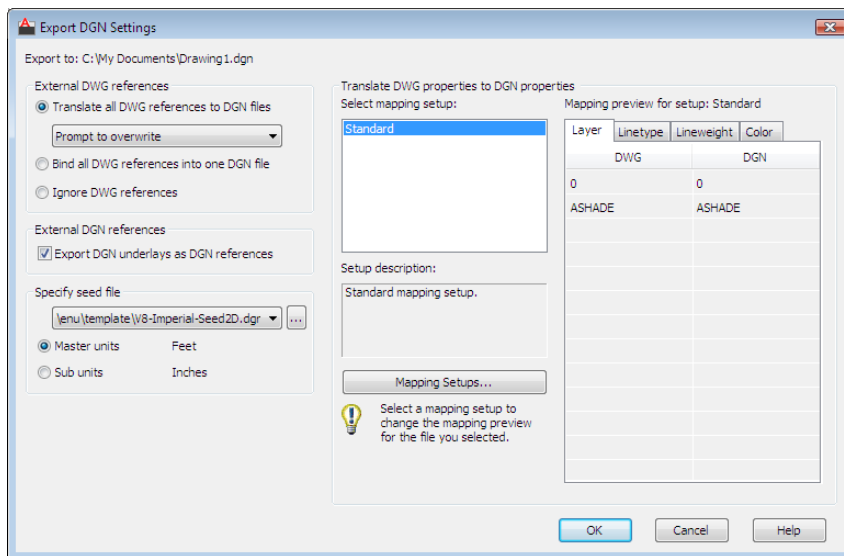 Export DGN Settings
Export to: C:\My Documents\Drawing1.dgn
External DWG references
Translate all DWG references to DGN files
Prompt to overwrite
Bind all DWG references into one DGN file
Ignore DWG references
External DGN references
Export DGN underlays as DGN references
Specify seed file
\enu\template\V8-Imperial-Seed2D.dgr
...
Master units Feet
Sub units Inches
Translate DWG properties to DGN properties
Select mapping setup:
Standard
Setup description:
Standard mapping setup.
Mapping Setups...
Select a mapping setup to
change the mapping preview
for the file you selected.
Mapping preview for setup: Standard
Layer Linetype Lineweight Color
DWG DGN
0 0
ASHADE ASHADE
OK Cancel Help